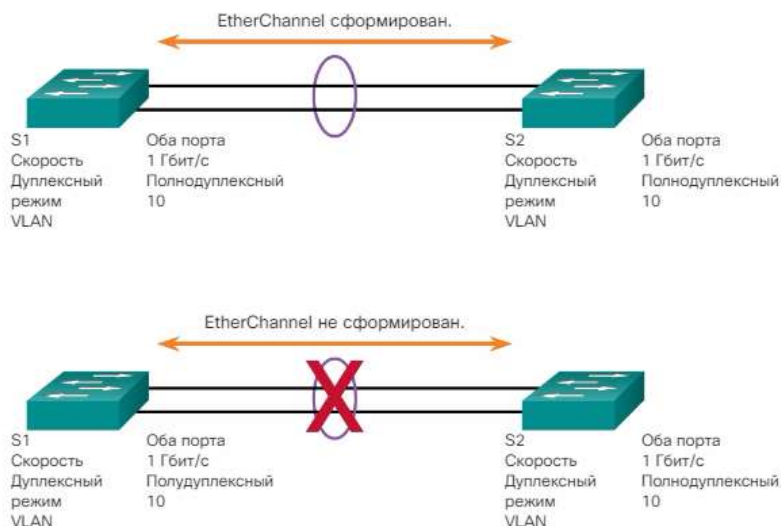 EtherChannel сформирован.
S1 Оба порта
Скорость 1 Гбит/с
Дуплексный Полнодуплексный
режим 10
VLAN
S2 Оба порта
Скорость 1 Гбит/с
Дуплексный Полнодуплексный
режим 10
VLAN
EtherChannel не сформирован.
S1 Оба порта
Скорость 1 Гбит/с
Дуплексный Полудуплексный
режим 10
VLAN
S2 Оба порта
Скорость 1 Гбит/с
Дуплексный Полнодуплексный
режим 10
VLAN